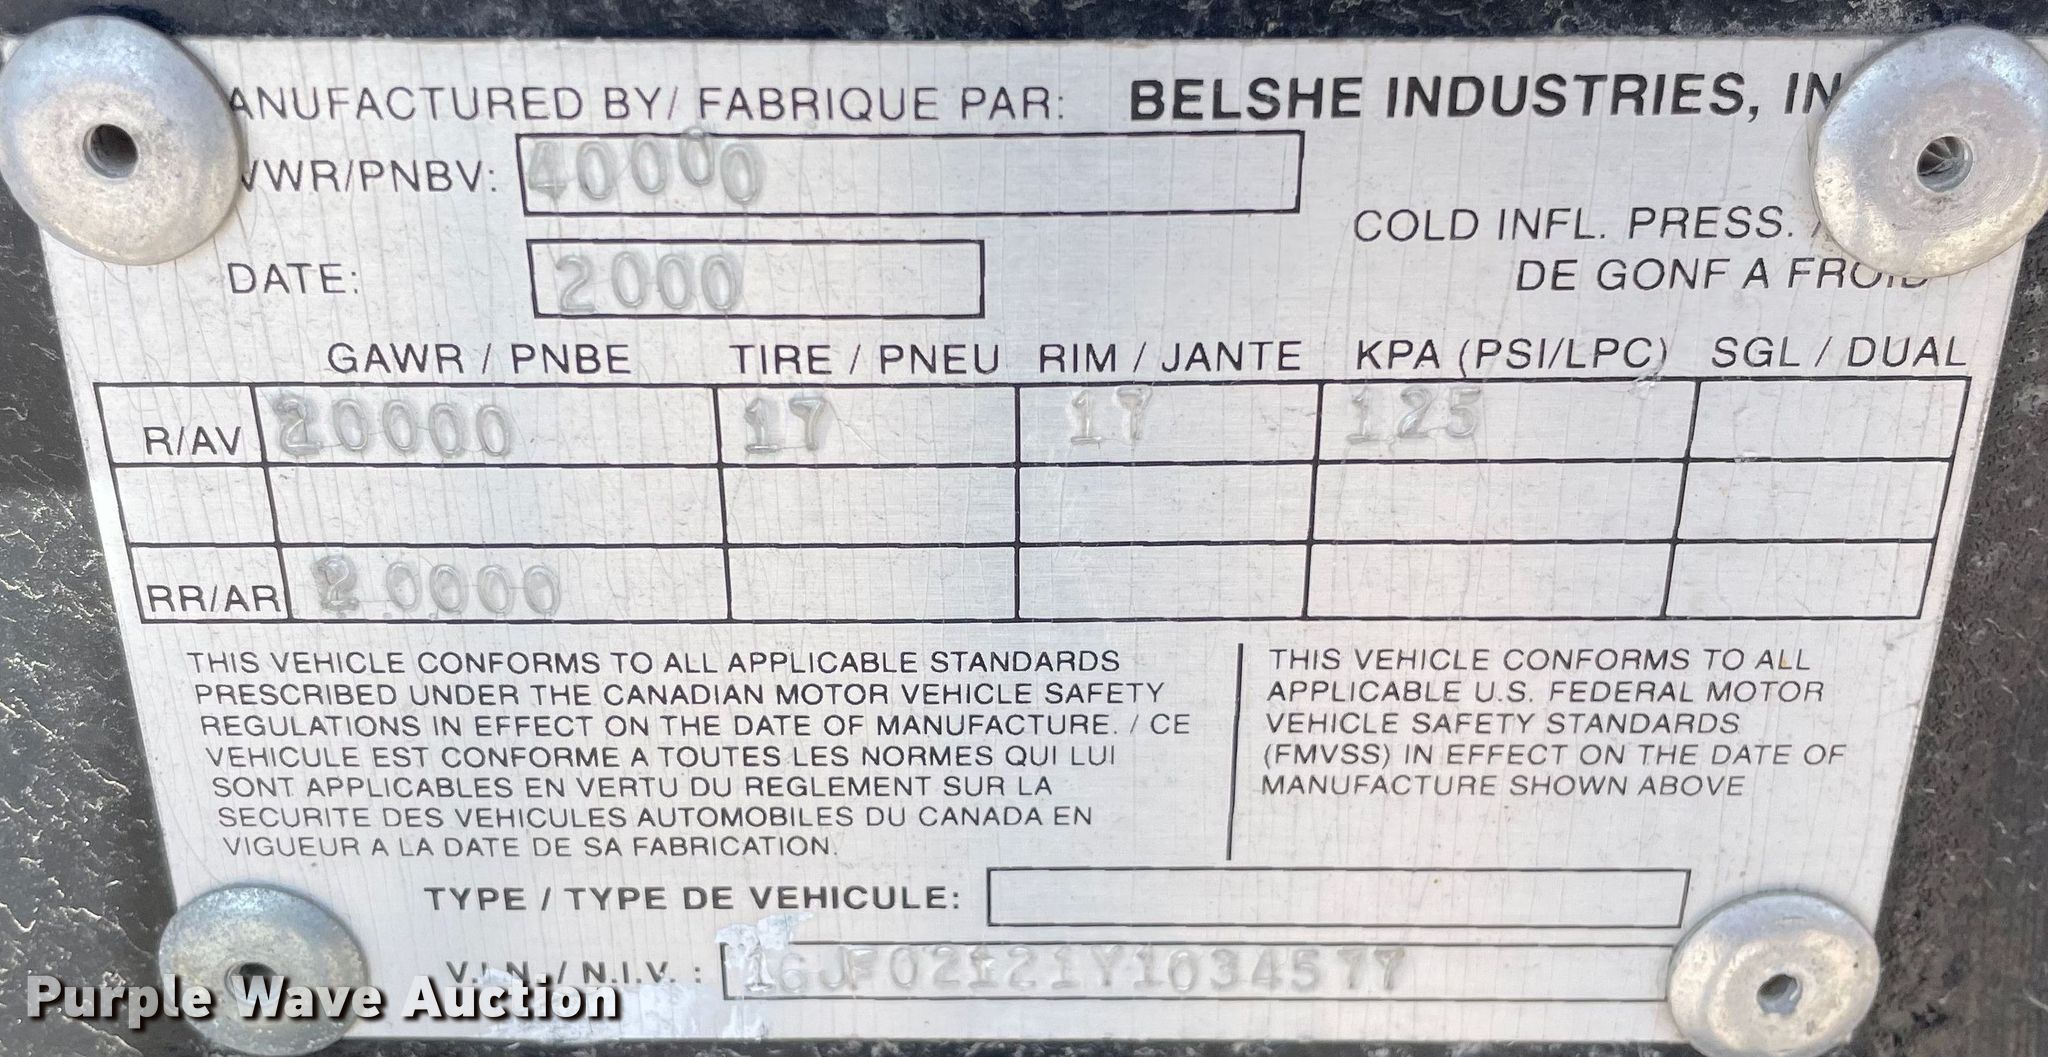 ANUFACTURED BY/ FABRIQUE PAR: BELSHE INDUSTRIES, IN
VWR/PNBV: 40000
COLD INFL. PRESS. /
DE GONF A FROID
DATE: 2000
GAWR / PNBE TIRE / PNEU RIM / JANTE KPA (PSI/LPC) SGL / DUAL
R/AV 20000 17 17 125
RR/AR 20000
THIS VEHICLE CONFORMS TO ALL APPLICABLE STANDARDS
PRESCRIBED UNDER THE CANADIAN MOTOR VEHICLE SAFETY
REGULATIONS IN EFFECT ON THE DATE OF MANUFACTURE. / CE
VEHICULE EST CONFORME A TOUTES LES NORMES QUI LUI
SONT APPLICABLES EN VERTU DU REGLEMENT SUR LA
SECURITE DES VEHICULES AUTOMOBILES DU CANADA EN
VIGUEUR A LA DATE DE SA FABRICATION.
THIS VEHICLE CONFORMS TO ALL
APPLICABLE U.S. FEDERAL MOTOR
VEHICLE SAFETY STANDARDS
(FMVSS) IN EFFECT ON THE DATE OF
MANUFACTURE SHOWN ABOVE
TYPE / TYPE DE VEHICULE:
V.I.N. / N.I.V. : 16JF02121Y1034577
Purple Wave Auction